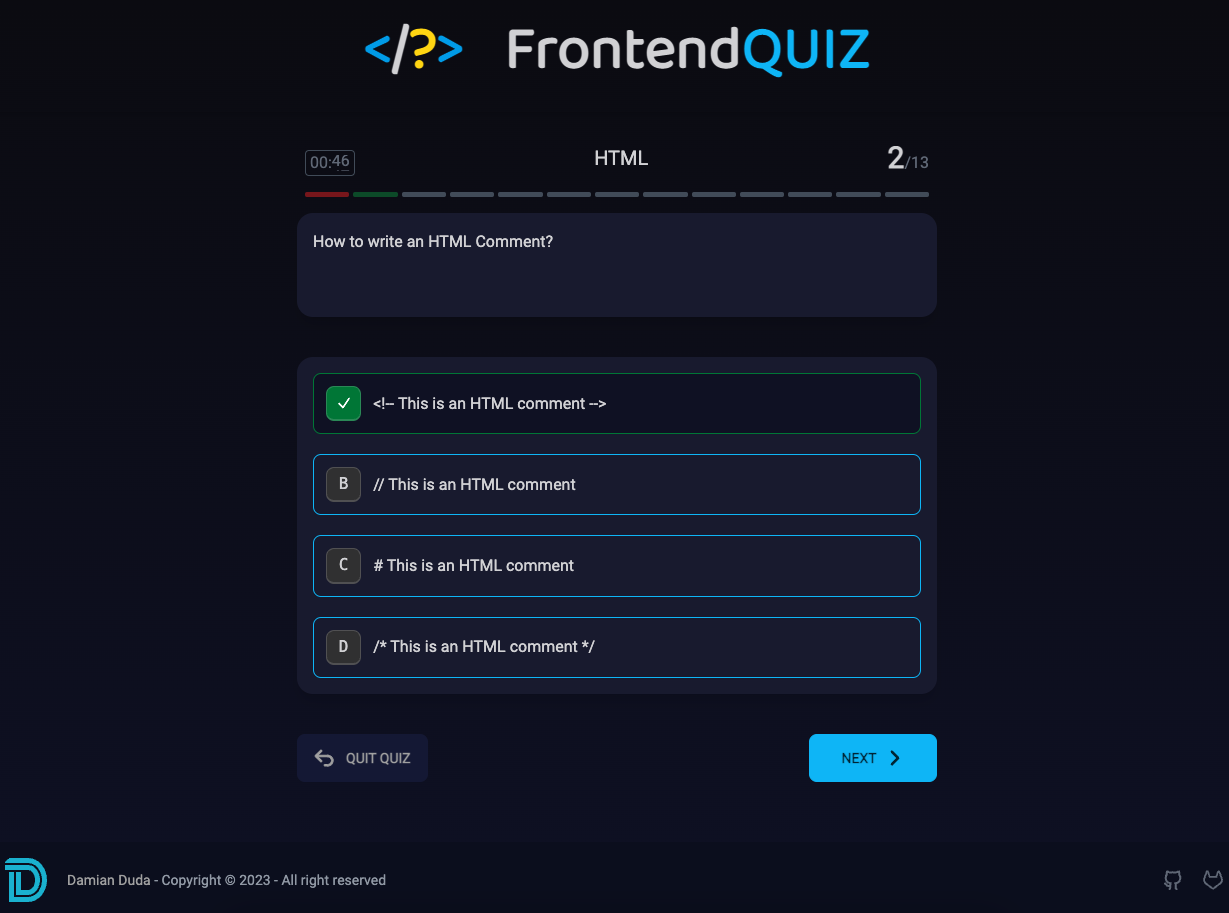 </?> FrontendQUIZ
00:46 HTML 2/13
How to write an HTML Comment?
<!-- This is an HTML comment -->
B // This is an HTML comment
C # This is an HTML comment
D /* This is an HTML comment */
QUIT QUIZ NEXT
Damian Duda - Copyright © 2023 - All right reserved